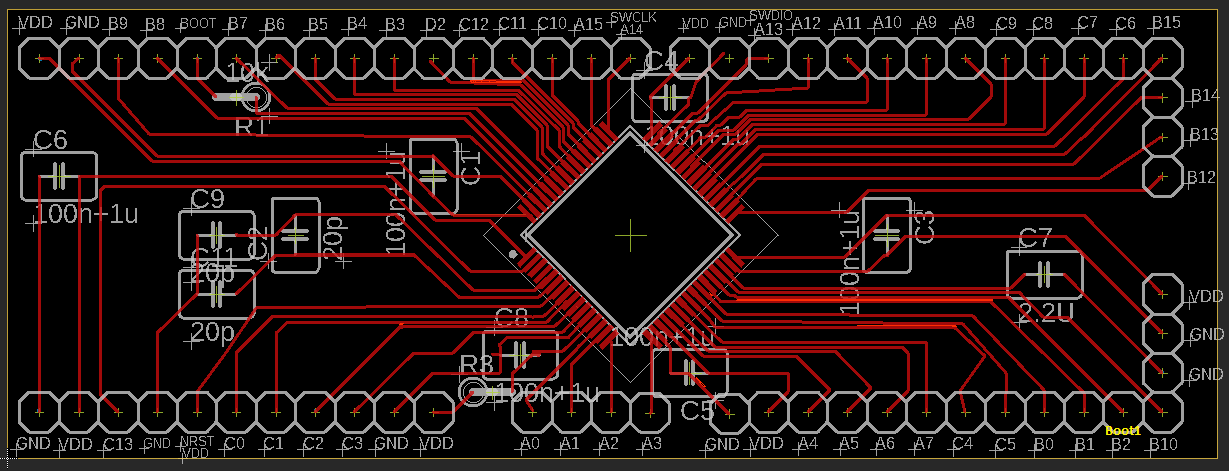 VDD GND B9 B8 BOOT B7 B6 B5 B4 B3 D2 C12 C11 C10 A15 SWCLK A14 VDD GND SWDIO A13 A12 A11 A10 A9 A8 C9 C8 C7 C6 B15
10K
R1
C4
100n+1u
B14
B13
B12
C6
100n+1u
C1
100n+1u
C9
20p
C2
20p
C11
20p
C3
100n+1u
C7
2.2U
VDD
GND
GND
C8
100n+1u
R3
100n+1u
C5
Boot1
GND VDD C13 GND NRST VDD C0 C1 C2 C3 GND VDD A0 A1 A2 A3 GND VDD A4 A5 A6 A7 C4 C5 B0 B1 B2 B10